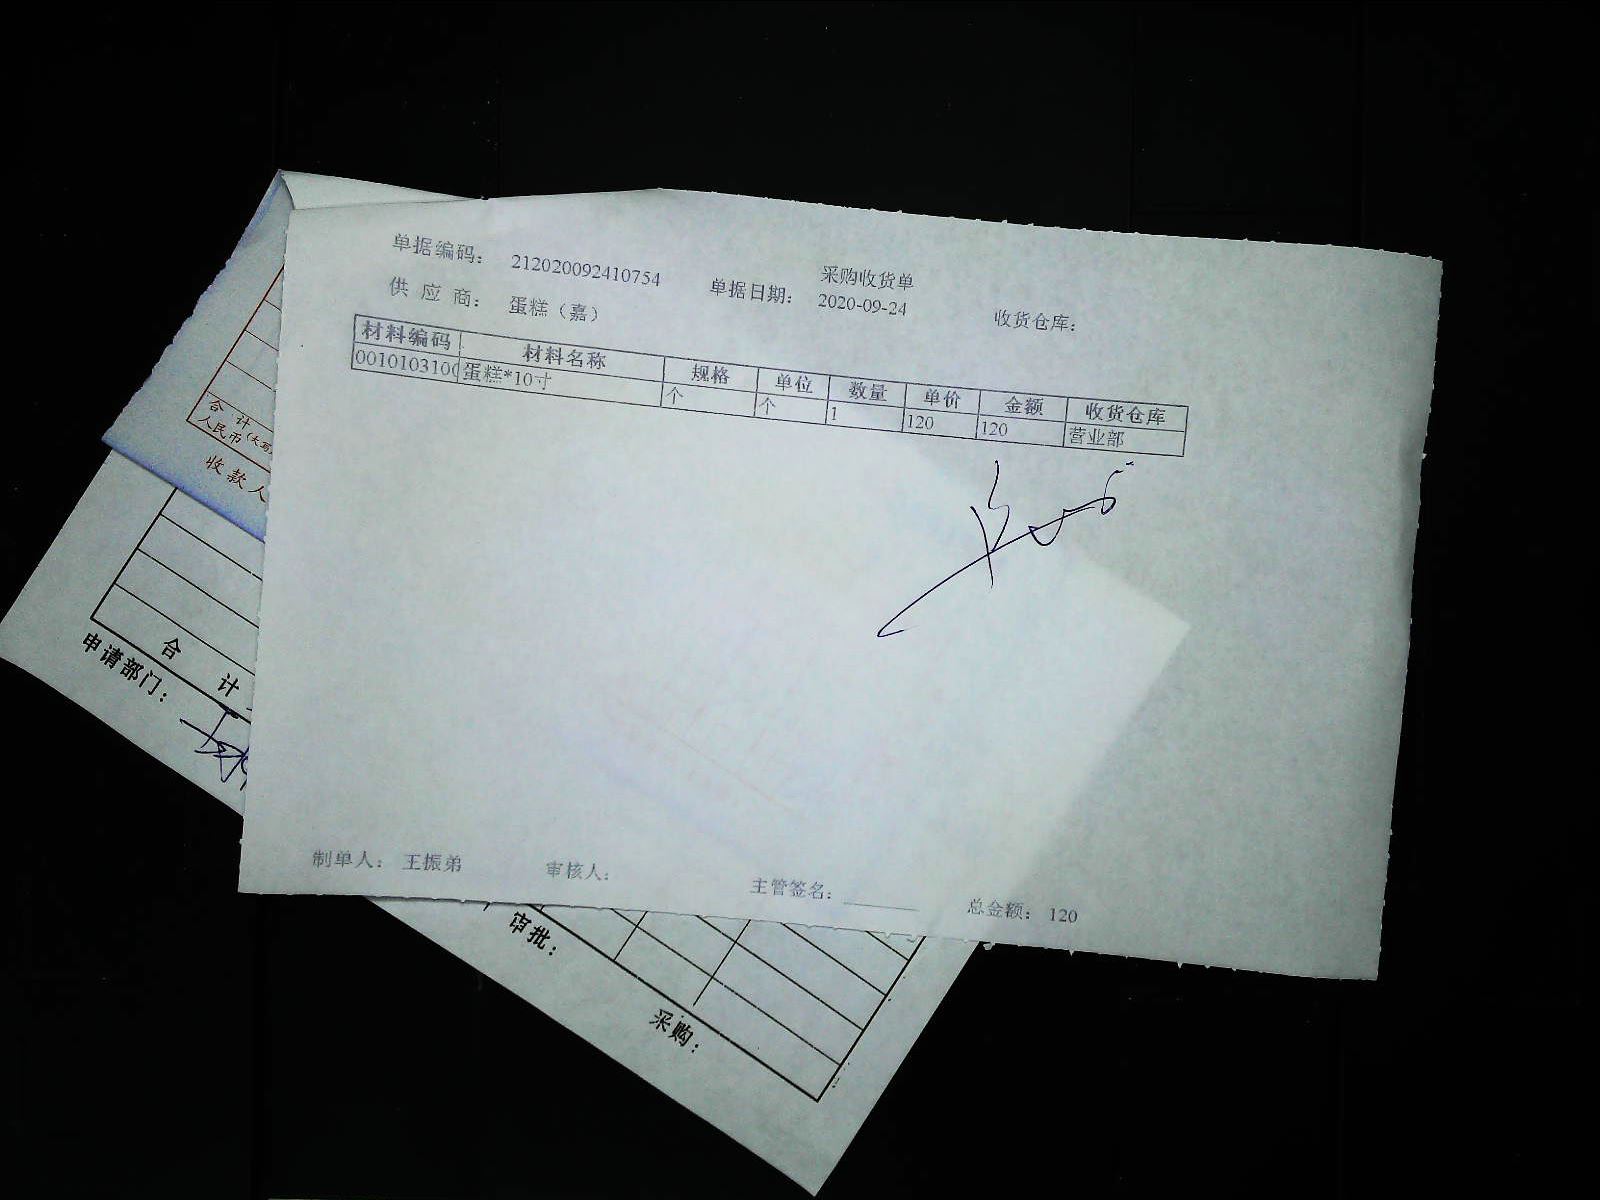 采购收货单
单据编码： 212020092410754 单据日期： 2020-09-24 收货仓库：
供 应 商： 蛋糕（嘉）
材料编码 材料名称 规格 单位 数量 单价 金额 收货仓库
0010103100 蛋糕*10寸 个 个 1 120 120 营业部
制单人： 王振弟 审核人： 主管签名： 总金额： 120
合 计
人民币（大写
收款人
合 计
申请部门：
审批：
采购：